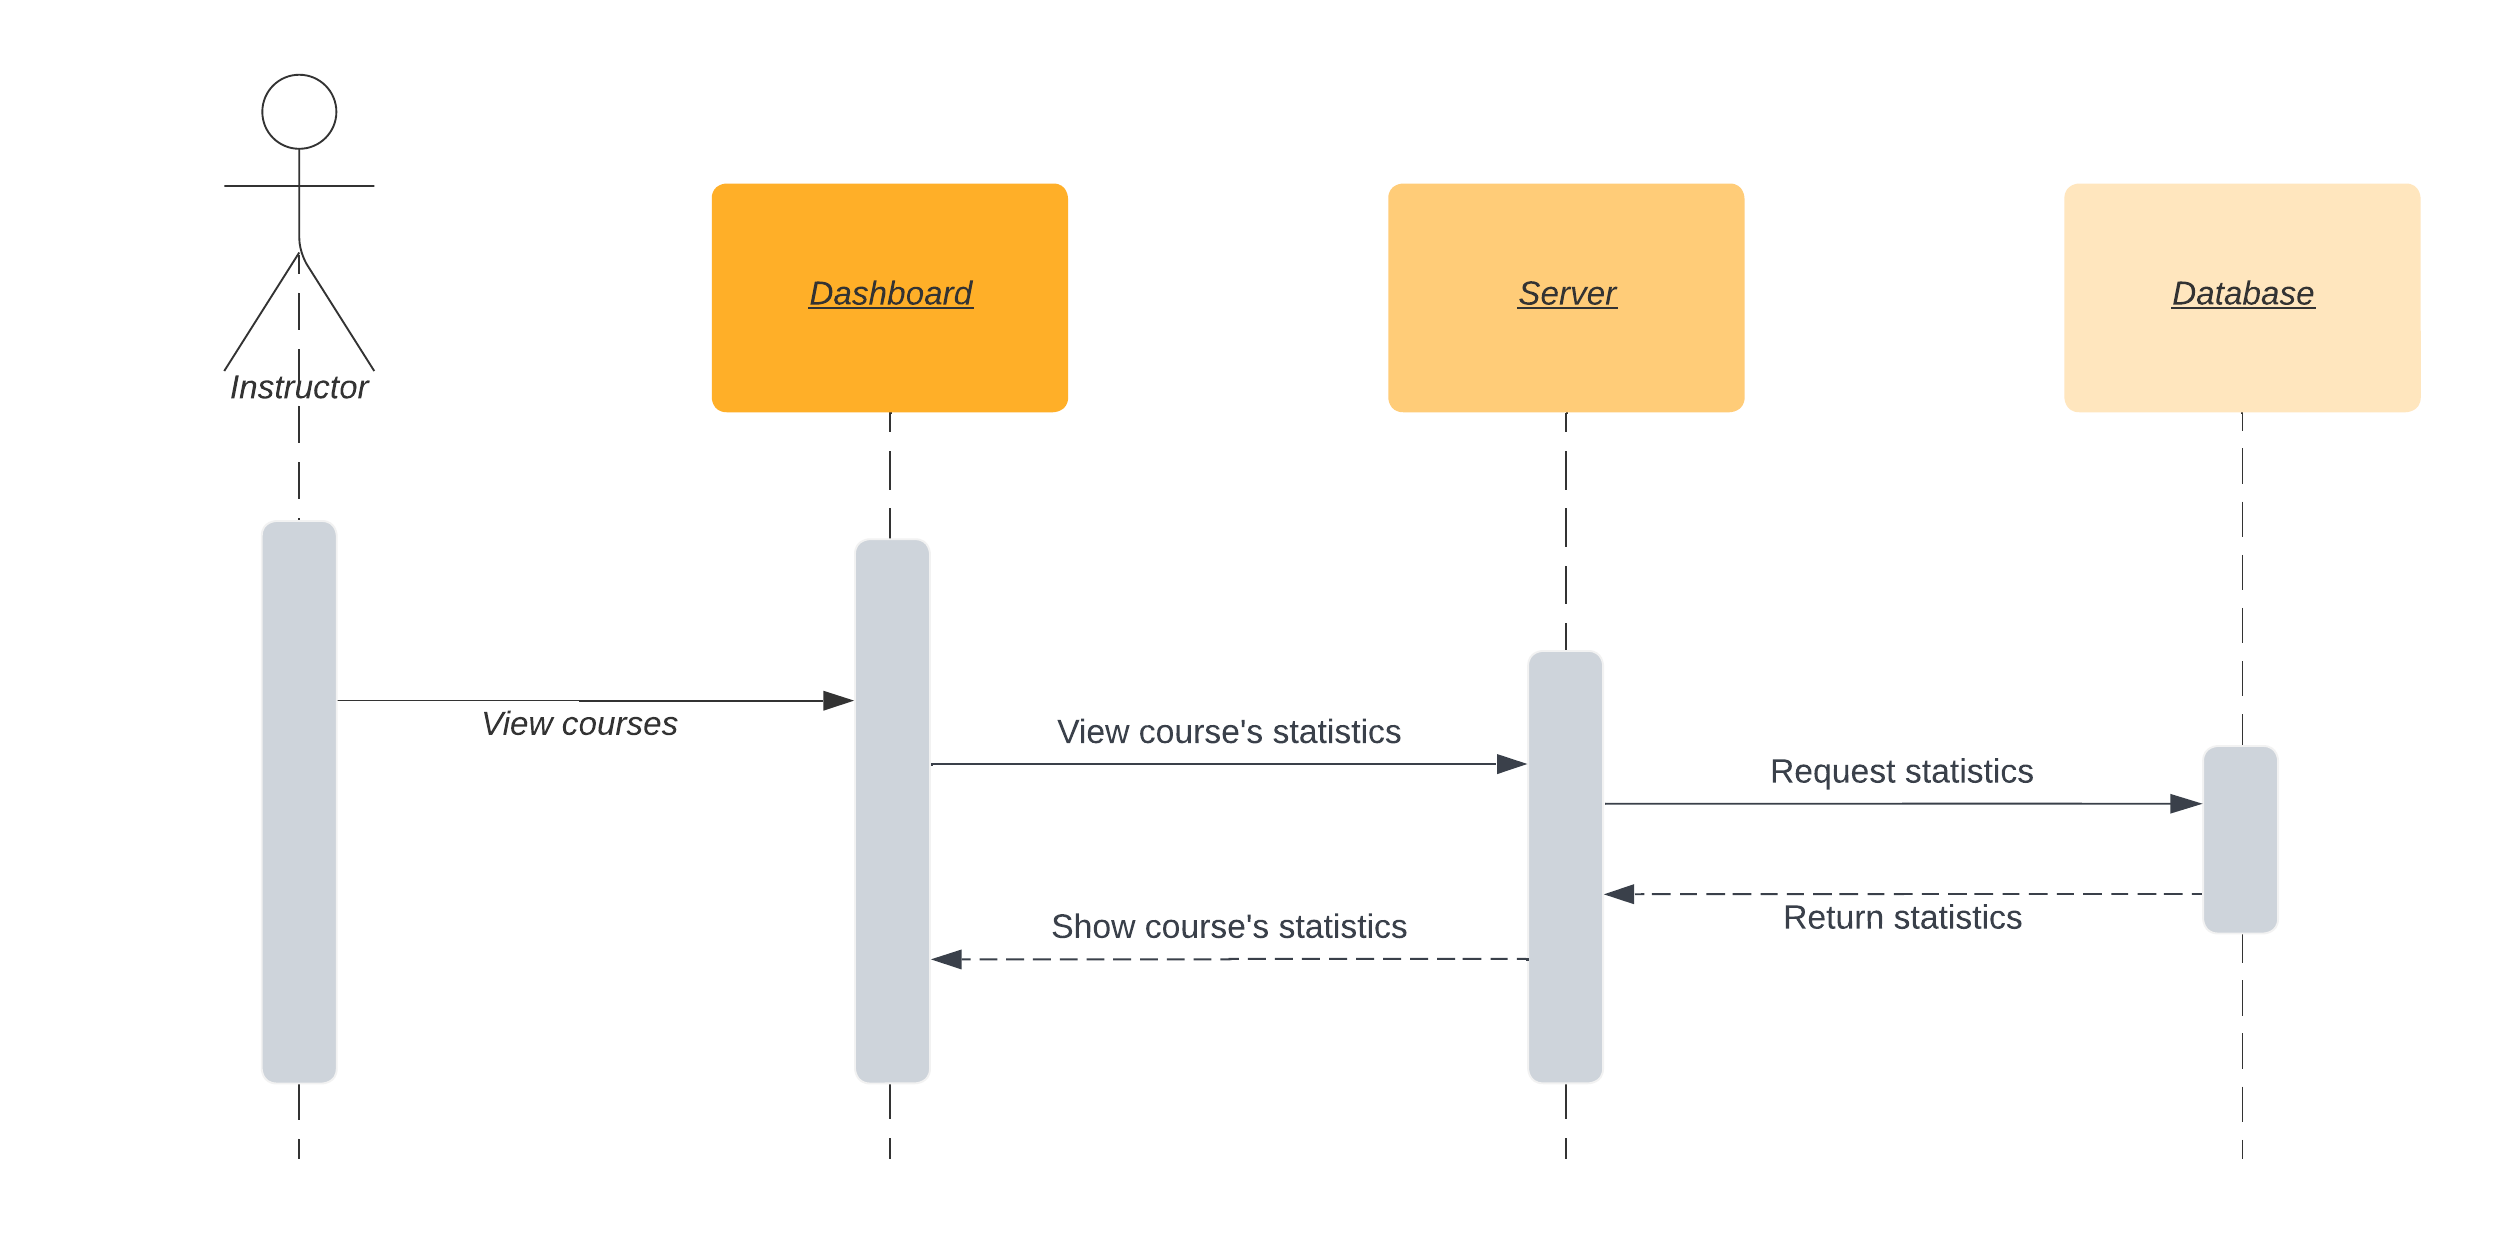 Dashboard
Server
Database
Instructor
View courses
View course's statistics
Request statistics
Return statistics
Show course's statistics